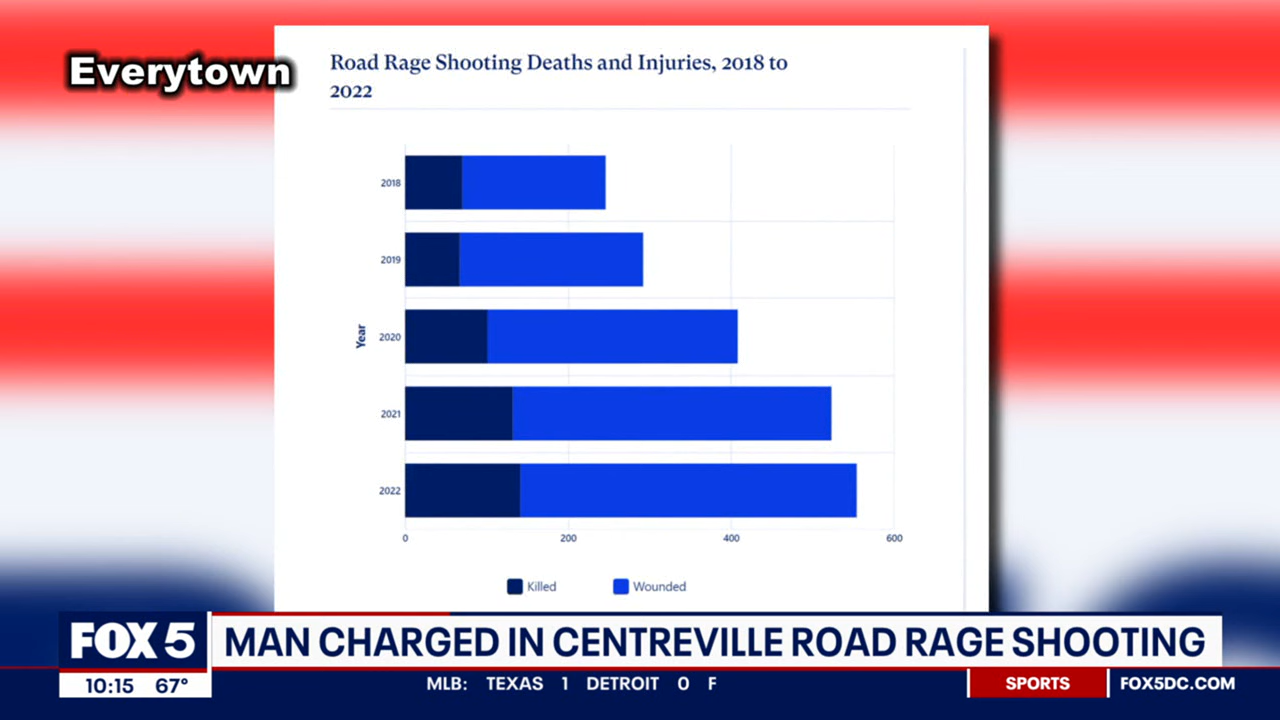 Everytown
Road Rage Shooting Deaths and Injuries, 2018 to
2022
2018
2019
2020
2021
2022
Year
0 200 400 600
Killed Wounded
FOX 5
MAN CHARGED IN CENTREVILLE ROAD RAGE SHOOTING
10:15 67°
MLB: TEXAS 1 DETROIT 0 F
SPORTS
FOX5DC.COM